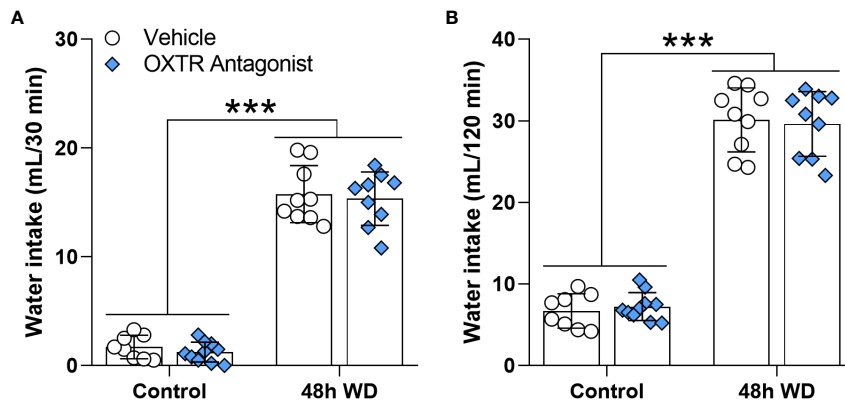 A
Vehicle
OXTR Antagonist
***
Water intake (mL/30 min)
30
20
10
0
Control
48h WD
B
***
Water intake (mL/120 min)
40
30
20
10
0
Control
48h WD